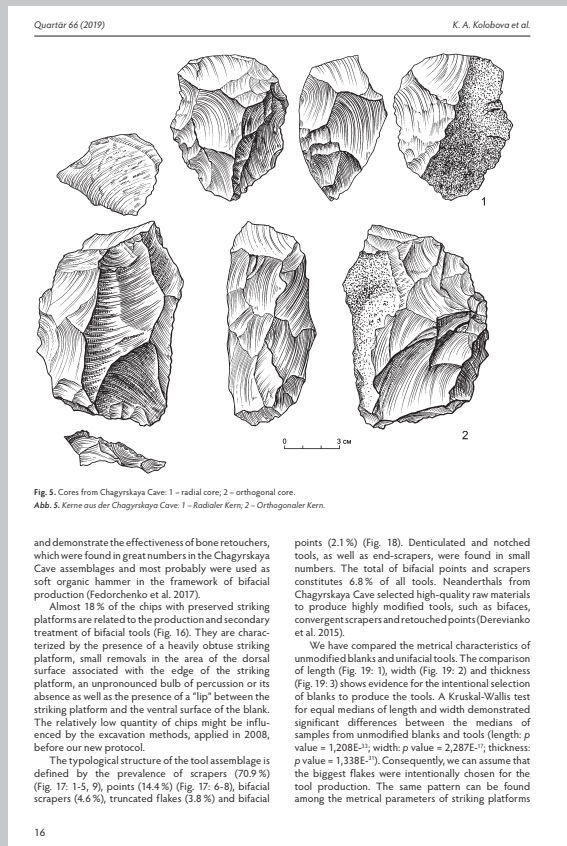 Quartär 66 (2019)
K. A. Kolobova et al.
1
2
0
3 CM
Fig. 5. Cores from Chagyrskaya Cave: 1 – radial core; 2 – orthogonal core.
Abb. 5. Kerne aus der Chagyrskaya Cave: 1 – Radialer Kern; 2 – Orthogonaler Kern.
and demonstrate the effectiveness of bone retouchers,
which were found in great numbers in the Chagyrskaya
Cave assemblages and most probably were used as
soft organic hammer in the framework of bifacial
production (Fedorchenko et al. 2017).
Almost 18 % of the chips with preserved striking
platforms are related to the production and secondary
treatment of bifacial tools (Fig. 16). They are charac-
terized by the presence of a heavily obtuse striking
platform, small removals in the area of the dorsal
surface associated with the edge of the striking
platform, an unpronounced bulb of percussion or its
absence as well as the presence of a "lip" between the
striking platform and the ventral surface of the blank.
The relatively low quantity of chips might be influ-
enced by the excavation methods, applied in 2008,
before our new protocol.
The typological structure of the tool assemblage is
defined by the prevalence of scrapers (70.9 %)
(Fig. 17: 1-5, 9), points (14.4 %) (Fig. 17: 6-8), bifacial
scrapers (4.6 %), truncated flakes (3.8 %) and bifacial
points (2.1 %) (Fig. 18). Denticulated and notched
tools, as well as end-scrapers, were found in small
numbers. The total of bifacial points and scrapers
constitutes 6.8 % of all tools. Neanderthals from
Chagyrskaya Cave selected high-quality raw materials
to produce highly modified tools, such as bifaces,
convergent scrapers and retouched points (Derevianko
et al. 2015).
We have compared the metrical characteristics of
unmodified blanks and unifacial tools. The comparison
of length (Fig. 19: 1), width (Fig. 19: 2) and thickness
(Fig. 19: 3) shows evidence for the intentional selection
of blanks to produce the tools. A Kruskal-Wallis test
for equal medians of length and width demonstrated
significant differences between the medians of
samples from unmodified blanks and tools (length: p
value = 1,208E-³³; width: p value = 2,287E-¹⁷; thickness:
p value = 1,338E-³¹). Consequently, we can assume that
the biggest flakes were intentionally chosen for the
tool production. The same pattern can be found
among the metrical parameters of striking platforms
16